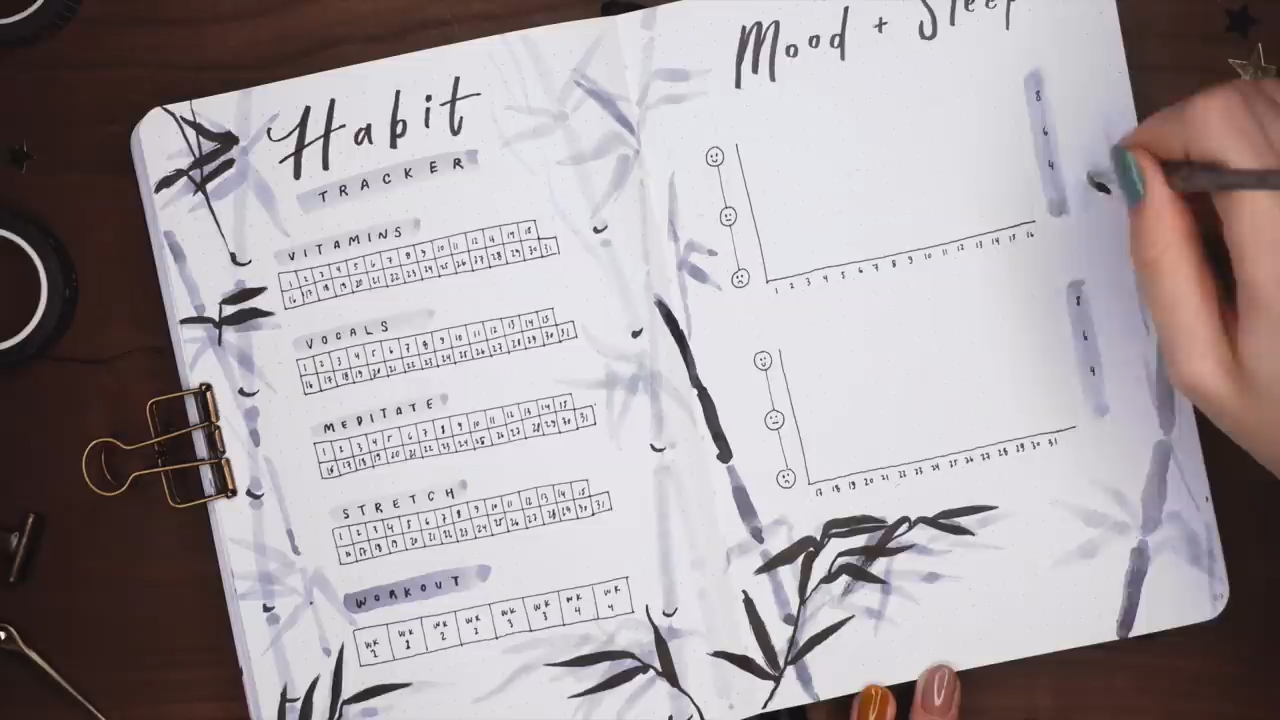 Habit
TRACKER
VITAMINS
1 2 3 4 5 6 7 8 9 10 11 12 14 15
16 17 18 19 20 21 22 23 24 25 26 27 28 29 30 31
VOCALS
1 2 3 4 5 6 7 8 9 10 11 12 13 14 15
16 17 18 19 20 21 22 23 24 25 26 27 28 29 30 31
MEDITATE
1 2 3 4 5 6 7 8 9 10 11 12 13 14 15
16 17 18 19 20 21 22 23 24 25 26 27 28 29 30 31
STRETCH
1 2 3 4 5 6 7 8 9 10 11 12 13 14 15
16 17 18 19 20 21 22 23 24 25 26 27 28 29 30 31
WORKOUT
WK WK WK WK WK WK WK WK
2 2 2 3 3 4 4
Mood + Sleep
8
6
4
1 2 3 4 5 6 7 8 9 10 11 12 13 14 15 16
8
6
4
17 18 19 20 21 22 23 24 25 26 27 28 29 30 31